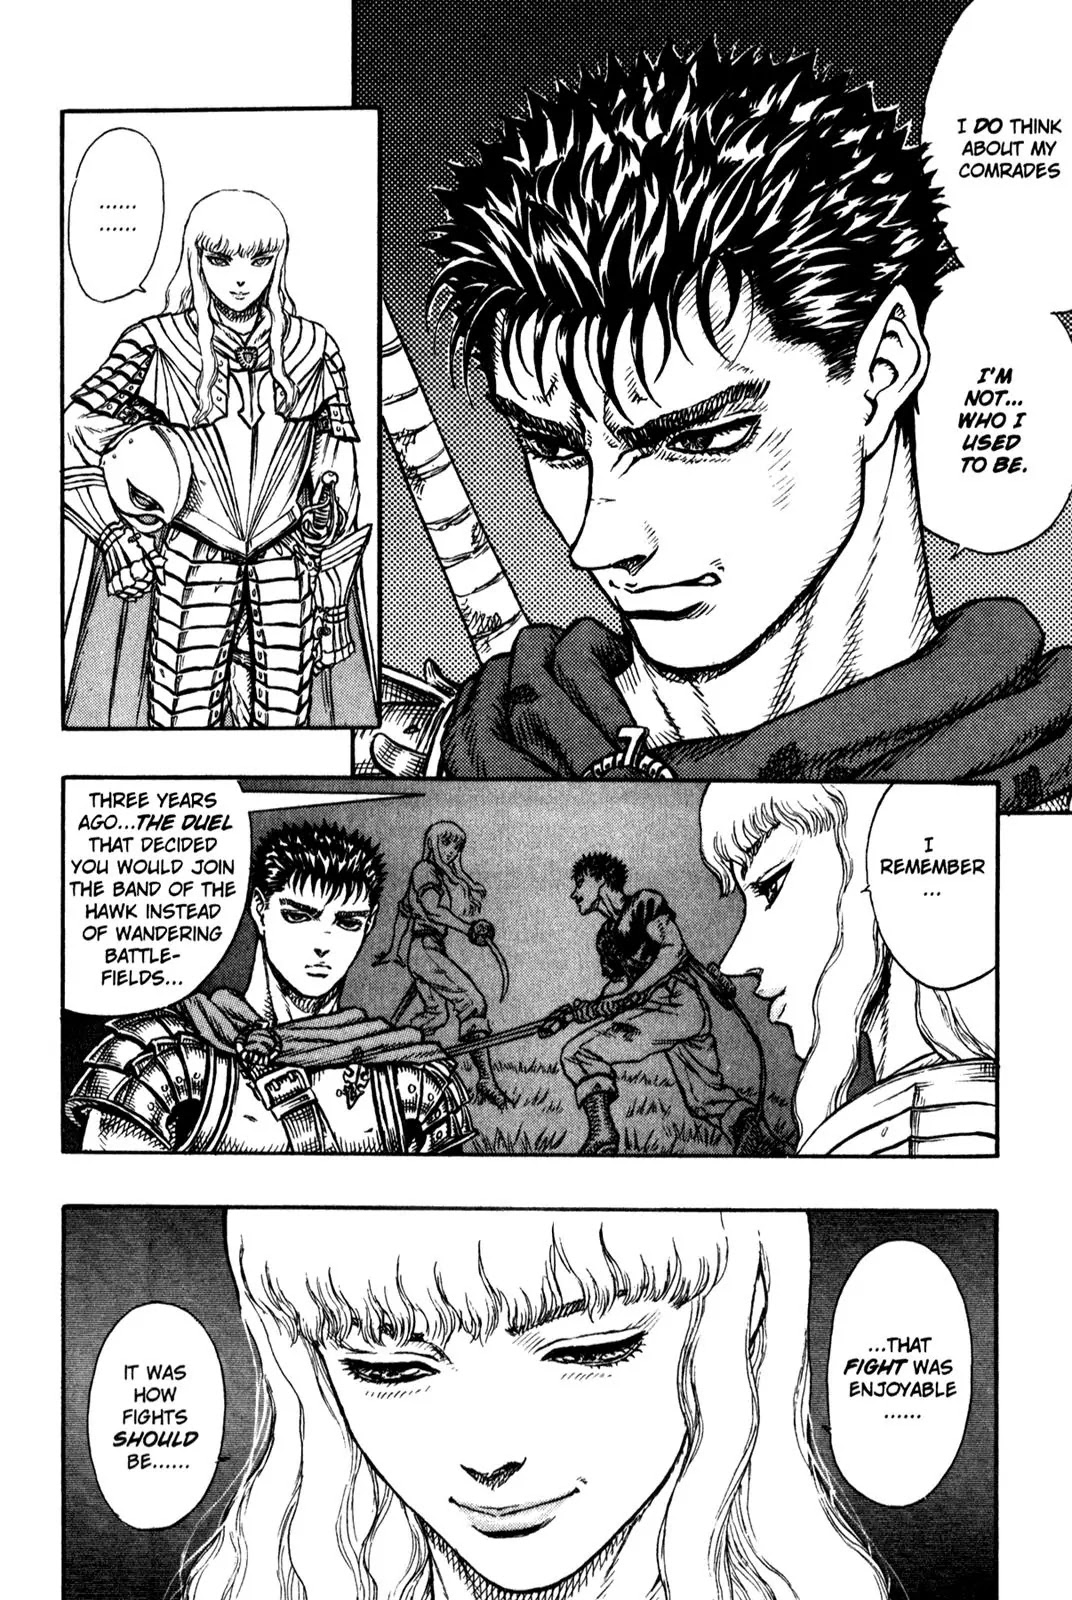 I DO THINK
ABOUT MY
COMRADES
I'M
NOT...
WHO I
USED
TO BE.
......
......
I
REMEMBER
...
THREE YEARS
AGO...THE DUEL
THAT DECIDED
YOU WOULD JOIN
THE BAND OF THE
HAWK INSTEAD
OF WANDERING
BATTLE-
FIELDS...
...THAT
FIGHT WAS
ENJOYABLE
......
IT WAS
HOW
FIGHTS
SHOULD
BE......